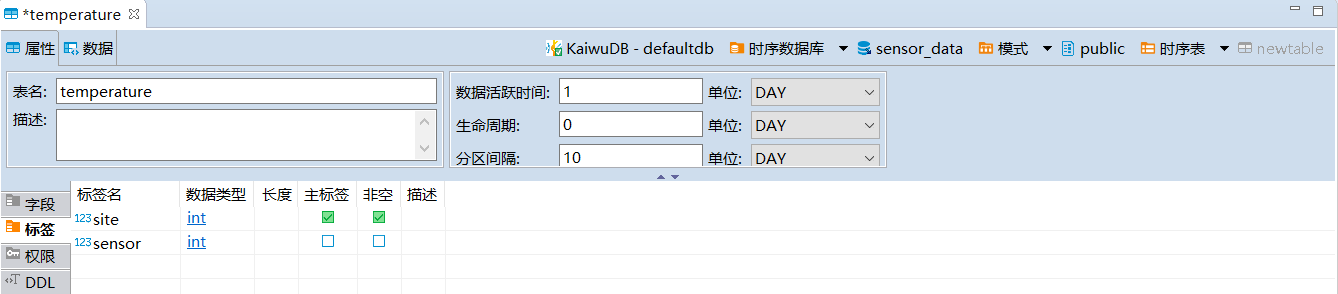 *temperature
属性 数据 KaiwuDB - defaultdb 时序数据库 sensor_data 模式 public 时序表 newtable
表名: temperature 数据活跃时间: 1 单位: DAY
描述: 生命周期: 0 单位: DAY
分区间隔: 10 单位: DAY
标签名 数据类型 长度 主标签 非空 描述
字段
123 site int
标签
123 sensor int
权限
DDL